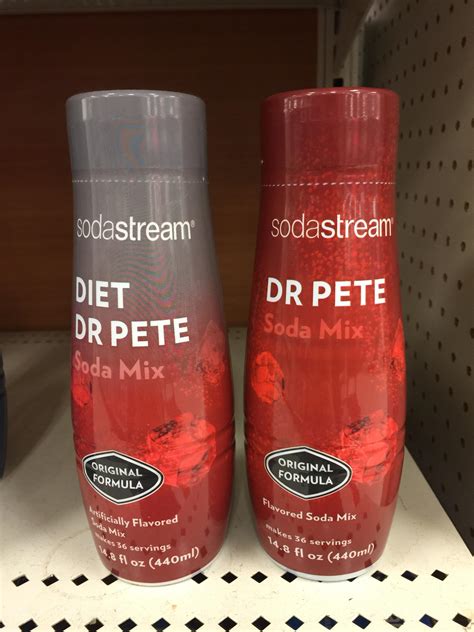 sodastream®
DIET
DR PETE
Soda Mix
ORIGINAL
FORMULA
Artificially Flavored
Soda Mix
makes 36 servings
14.8 fl oz (440ml)
sodastream®
DR PETE
Soda Mix
ORIGINAL
FORMULA
Flavored Soda Mix
makes 36 servings
14.8 fl oz (440ml)